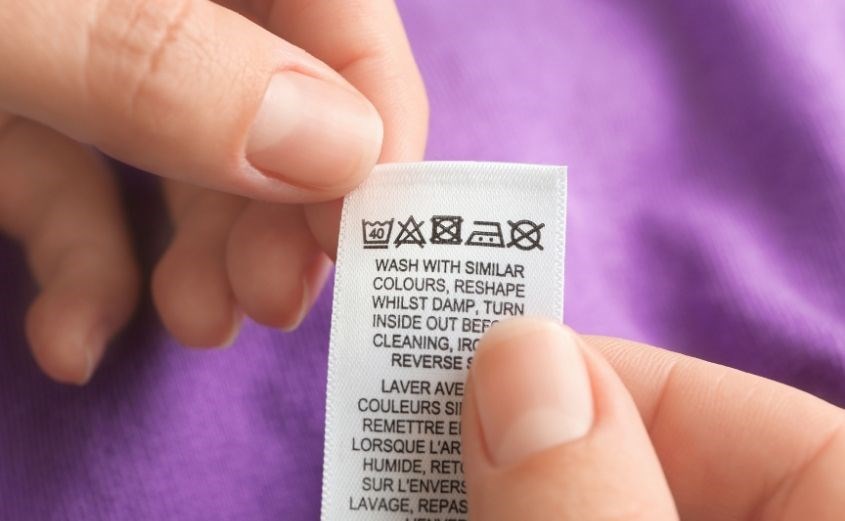 40
WASH WITH SIMILAR
COLOURS, RESHAPE
WHILST DAMP, TURN
INSIDE OUT
CLEANING,
REVERSE
LAVER
COULEURS
REMETTRE
LORSQUE
HUMIDE,
SUR L'ENVERS
LAVAGE,